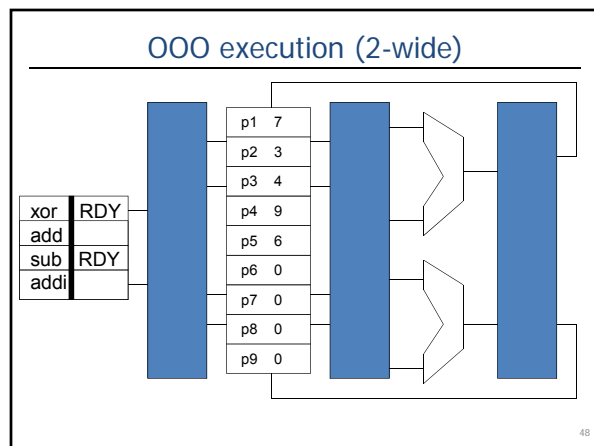 OOO execution (2-wide)
xor RDY
add
sub RDY
addi
p1 7
p2 3
p3 4
p4 9
p5 6
p6 0
p7 0
p8 0
p9 0
48